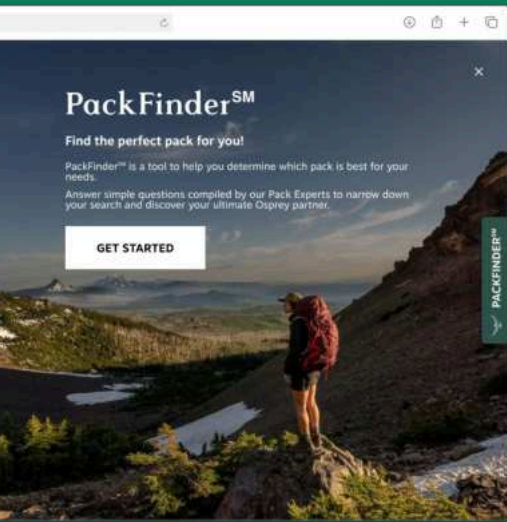 PackFinder℠
Find the perfect pack for you!
PackFinder℠ is a tool to help you determine which pack is best for your
needs.
Answer simple questions compiled by our Pack Experts to narrow down
your search and discover your ultimate Osprey partner.
GET STARTED
PACKFINDER℠